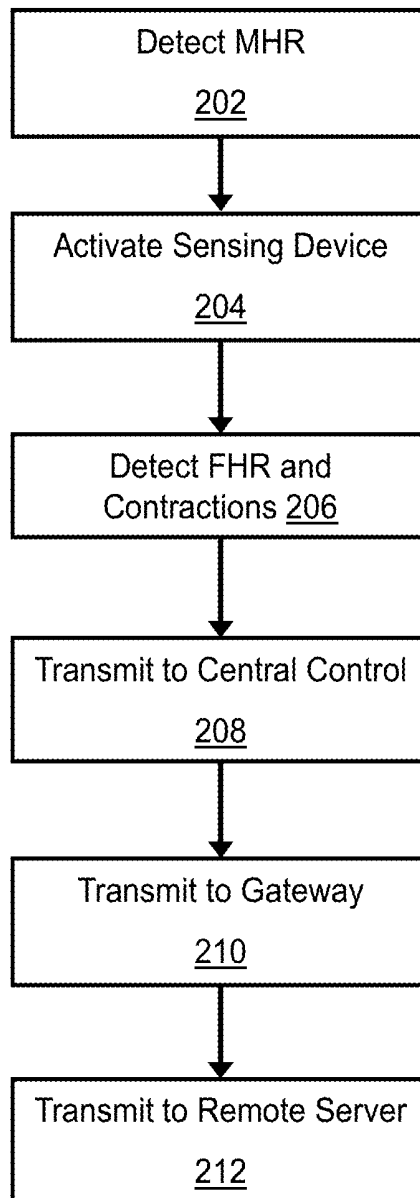 Detect MHR
202
Activate Sensing Device
204
Detect FHR and
Contractions 206
Transmit to Central Control
208
Transmit to Gateway
210
Transmit to Remote Server
212